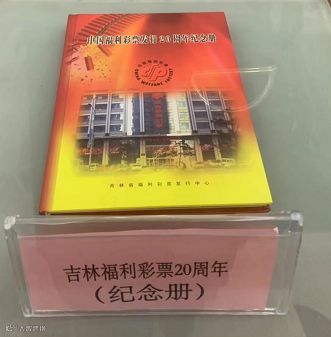 中国福利彩票发行20周年纪念册
CHINA WELFARE LOTTERY
吉林省福利彩票发行中心
吉林福利彩票20周年
(纪念册)